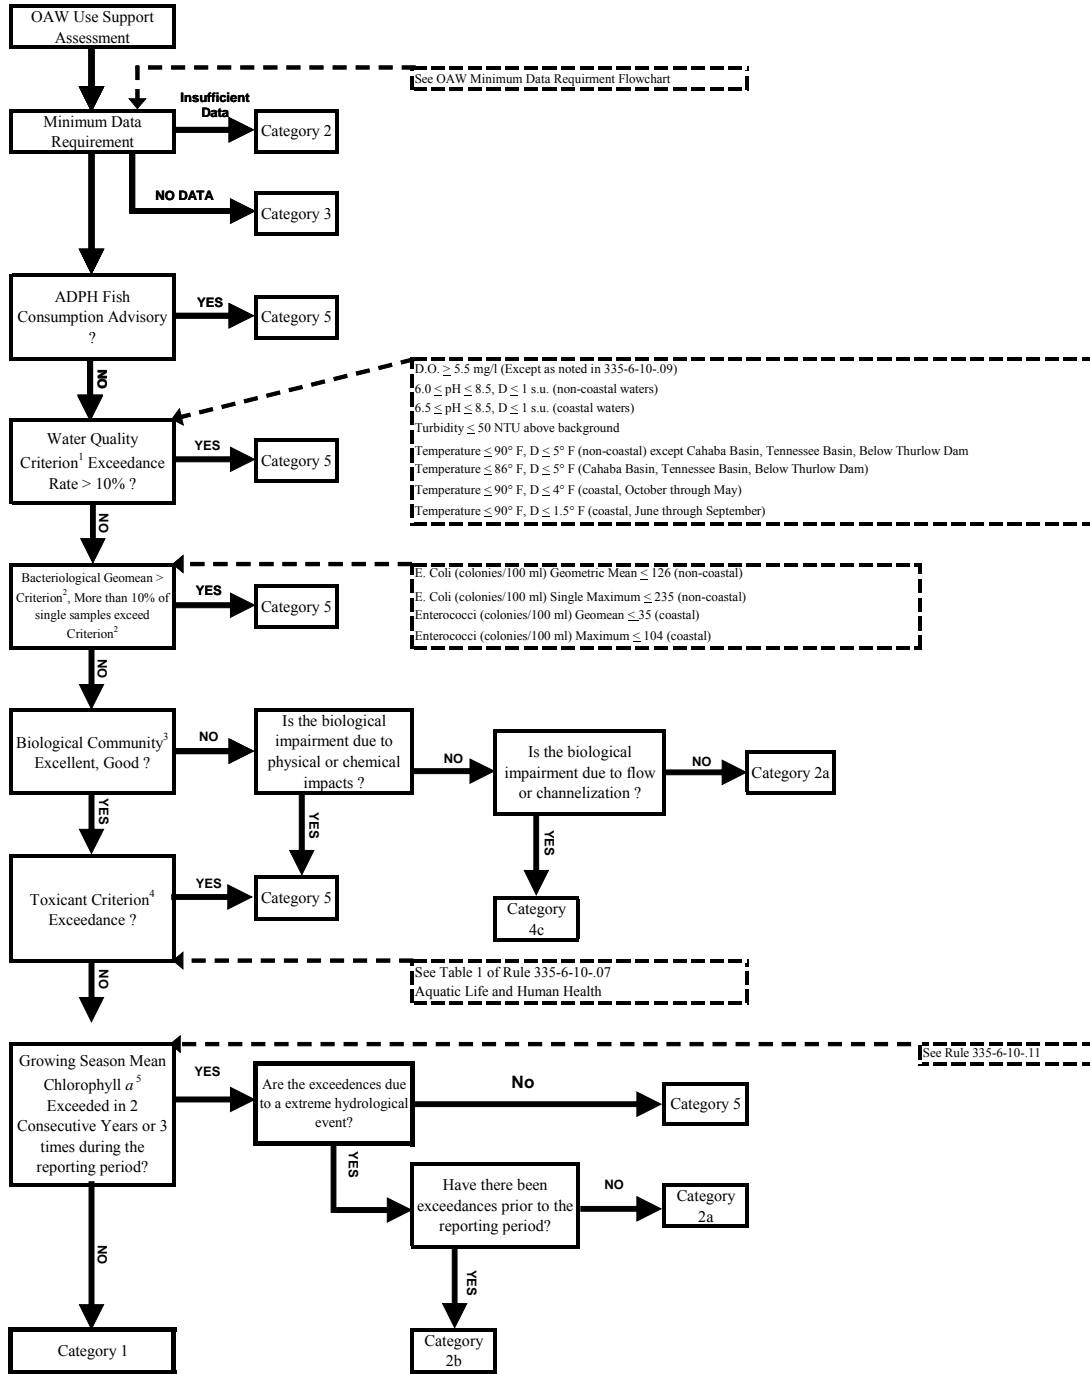 OAW Use Support
Assessment
See OAW Minimum Data Requirment Flowchart
Insufficient
Data
Minimum Data
Requirement
Category 2
NO DATA
Category 3
ADPH Fish
Consumption Advisory
?
YES
Category 5
NO
D.O. ≥ 5.5 mg/l (Except as noted in 335-6-10-.09)
6.0 ≤ pH ≤ 8.5, D ≤ 1 s.u. (non-coastal waters)
6.5 ≤ pH ≤ 8.5, D ≤ 1 s.u. (coastal waters)
Turbidity ≤ 50 NTU above background
Temperature ≤ 90° F, D ≤ 5° F (non-coastal) except Cahaba Basin, Tennessee Basin, Below Thurlow Dam
Temperature ≤ 86° F, D ≤ 5° F (Cahaba Basin, Tennessee Basin, Below Thurlow Dam)
Temperature ≤ 90° F, D ≤ 4° F (coastal, October through May)
Temperature ≤ 90° F, D ≤ 1.5° F (coastal, June through September)
Water Quality
Criterion¹ Exceedance
Rate > 10% ?
YES
Category 5
NO
Bacteriological Geomean >
Criterion², More than 10% of
single samples exceed
Criterion²
YES
Category 5
E. Coli (colonies/100 ml) Geometric Mean ≤ 126 (non-coastal)
E. Coli (colonies/100 ml) Single Maximum ≤ 235 (non-coastal)
Enterococci (colonies/100 ml) Geomean ≤ 35 (coastal)
Enterococci (colonies/100 ml) Maximum ≤ 104 (coastal)
NO
Biological Community³
Excellent, Good ?
NO
Is the biological
impairment due to
physical or chemical
impacts ?
NO
Is the biological
impairment due to flow
or channelization ?
NO
Category 2a
YES
YES
YES
Toxicant Criterion⁴
Exceedance ?
YES
Category 5
Category
4c
NO
See Table 1 of Rule 335-6-10-.07
Aquatic Life and Human Health
See Rule 335-6-10-.11
Growing Season Mean
Chlorophyll a⁵
Exceeded in 2
Consecutive Years or 3
times during the
reporting period?
YES
Are the exceedences due
to a extreme hydrological
event?
No
Category 5
YES
Have there been
exceedances prior to the
reporting period?
NO
Category
2a
NO
YES
Category 1
Category
2b